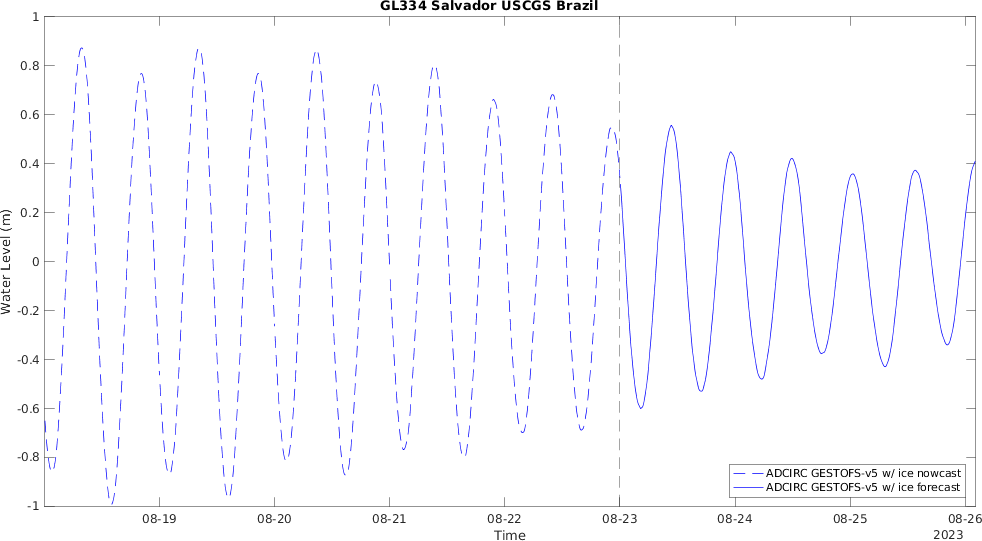 GL334 Salvador USCGS Brazil
1
0.8
0.6
0.4
0.2
0
-0.2
-0.4
-0.6
-0.8
-1
Water Level (m)
ADCIRC GESTOFS-v5 w/ ice nowcast
ADCIRC GESTOFS-v5 w/ ice forecast
08-19 08-20 08-21 08-22 08-23 08-24 08-25 08-26
Time
2023